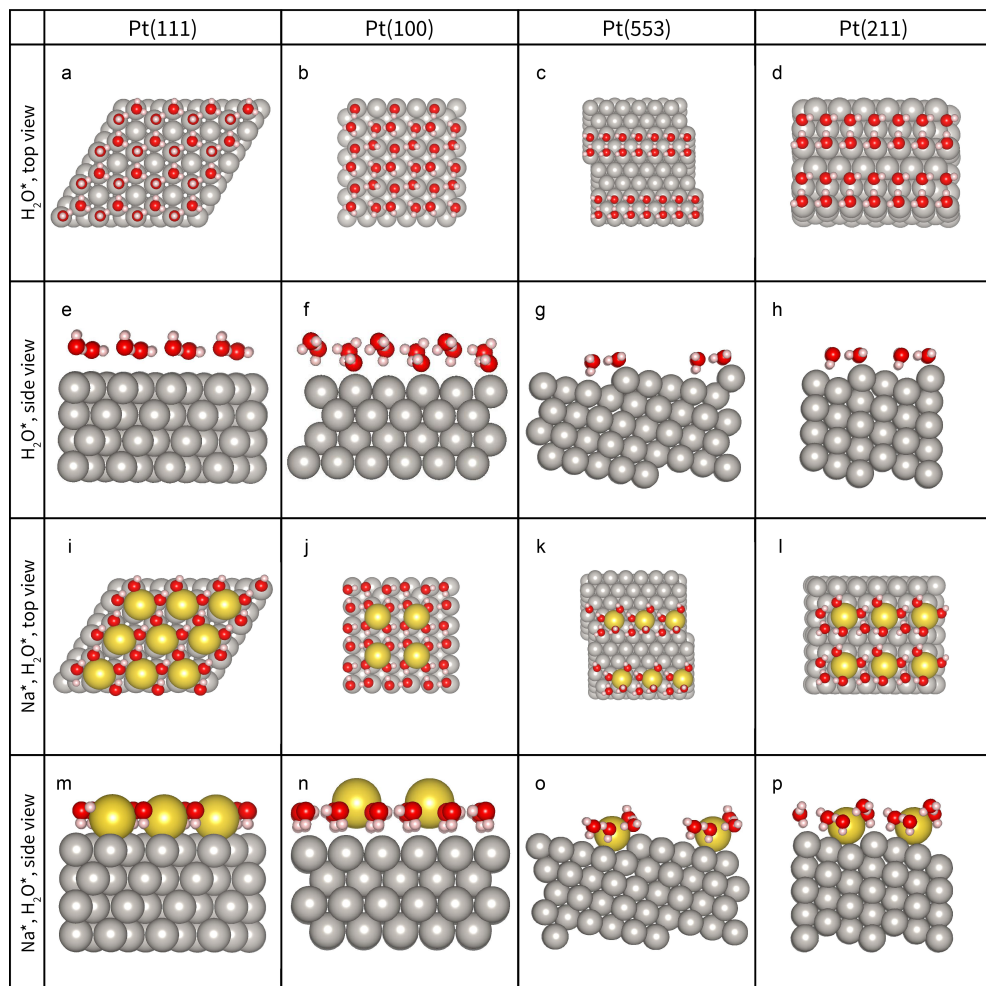 Pt(111) Pt(100) Pt(553) Pt(211)
H₂O*, top view
a b c d
H₂O*, side view
e f g h
Na*, H₂O*, top view
i j k l
Na*, H₂O*, side view
m n o p